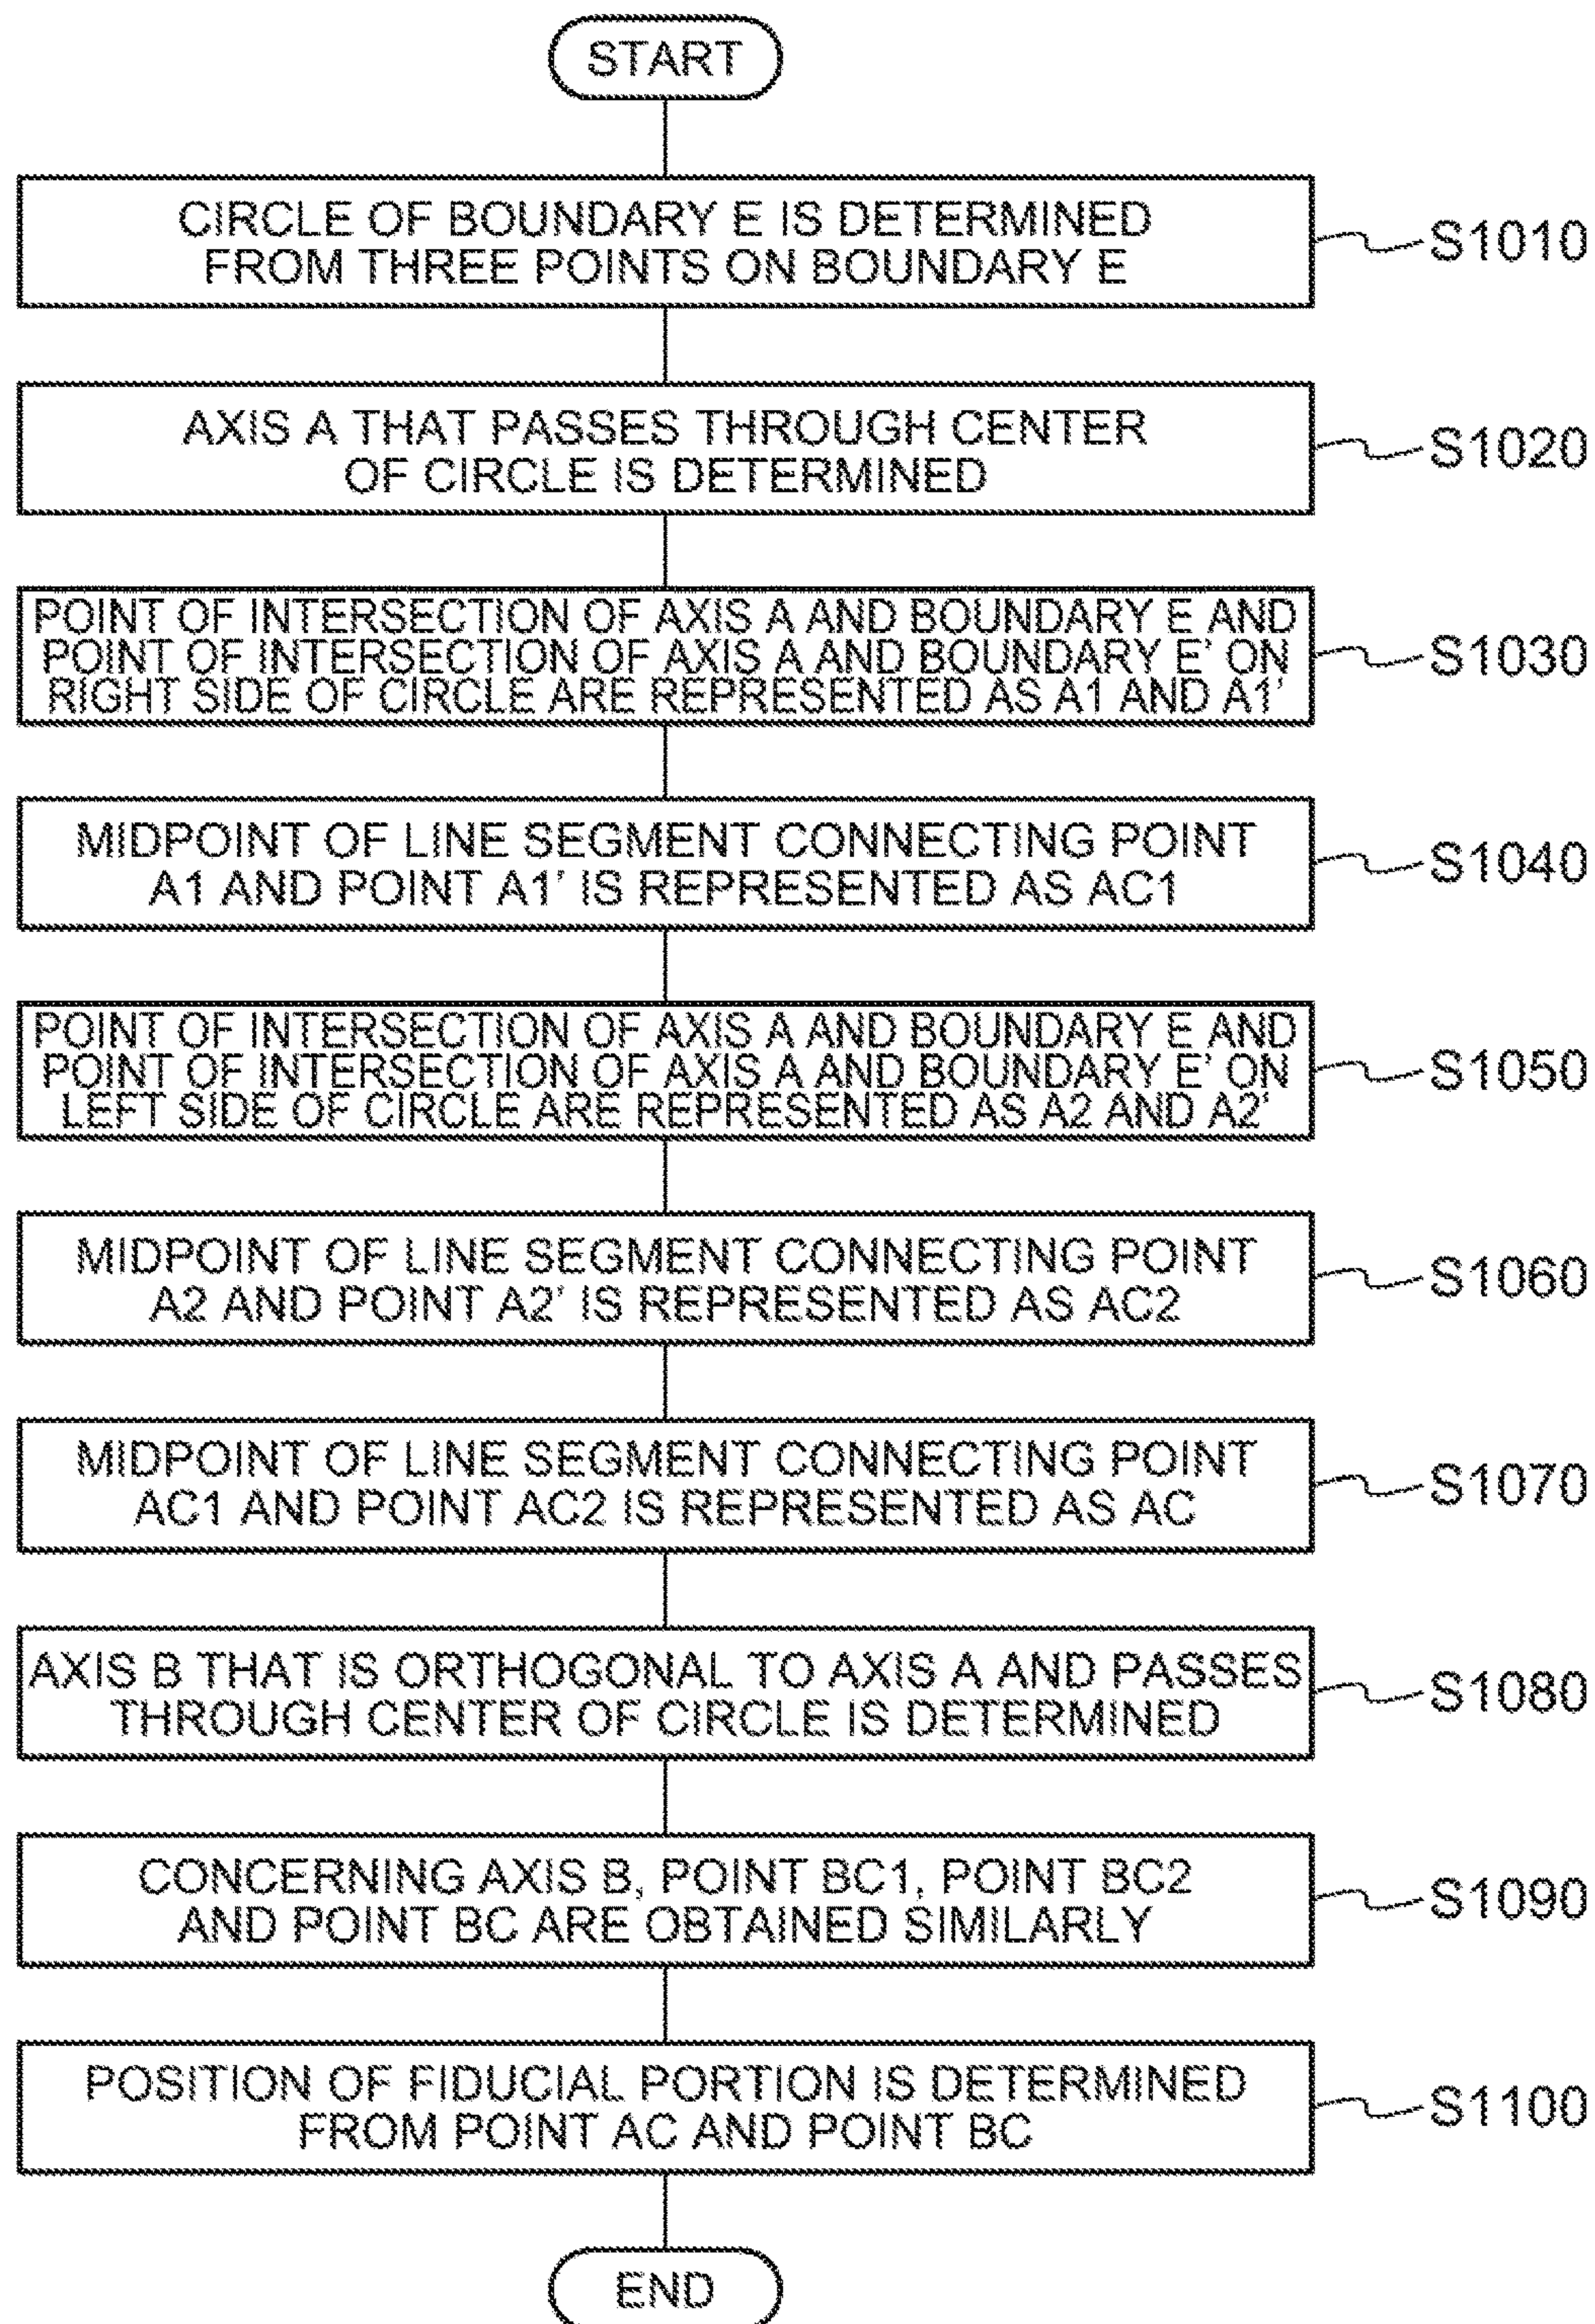 START
CIRCLE OF BOUNDARY E IS DETERMINED
FROM THREE POINTS ON BOUNDARY E
S1010
AXIS A THAT PASSES THROUGH CENTER
OF CIRCLE IS DETERMINED
S1020
POINT OF INTERSECTION OF AXIS A AND BOUNDARY E AND
POINT OF INTERSECTION OF AXIS A AND BOUNDARY E' ON
RIGHT SIDE OF CIRCLE ARE REPRESENTED AS A1 AND A1'
S1030
MIDPOINT OF LINE SEGMENT CONNECTING POINT
A1 AND POINT A1' IS REPRESENTED AS AC1
S1040
POINT OF INTERSECTION OF AXIS A AND BOUNDARY E AND
POINT OF INTERSECTION OF AXIS A AND BOUNDARY E' ON
LEFT SIDE OF CIRCLE ARE REPRESENTED AS A2 AND A2'
S1050
MIDPOINT OF LINE SEGMENT CONNECTING POINT
A2 AND POINT A2' IS REPRESENTED AS AC2
S1060
MIDPOINT OF LINE SEGMENT CONNECTING POINT
AC1 AND POINT AC2 IS REPRESENTED AS AC
S1070
AXIS B THAT IS ORTHOGONAL TO AXIS A AND PASSES
THROUGH CENTER OF CIRCLE IS DETERMINED
S1080
CONCERNING AXIS B, POINT BC1, POINT BC2
AND POINT BC ARE OBTAINED SIMILARLY
S1090
POSITION OF FIDUCIAL PORTION IS DETERMINED
FROM POINT AC AND POINT BC
S1100
END